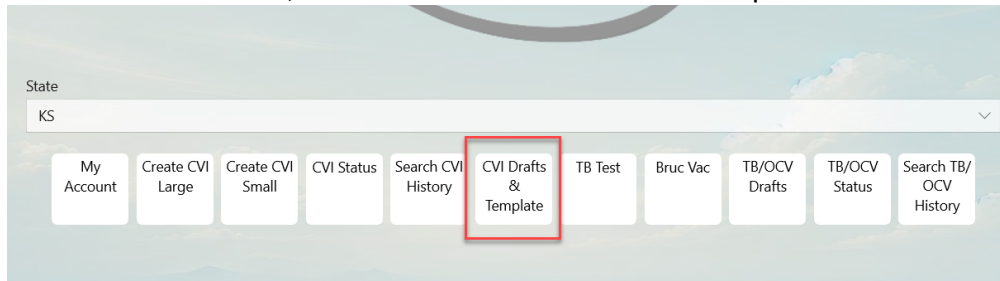 State
KS
My
Account
Create CVI
Large
Create CVI
Small
CVI Status
Search CVI
History
CVI Drafts
&
Template
TB Test
Bruc Vac
TB/OCV
Drafts
TB/OCV
Status
Search TB/
OCV
History